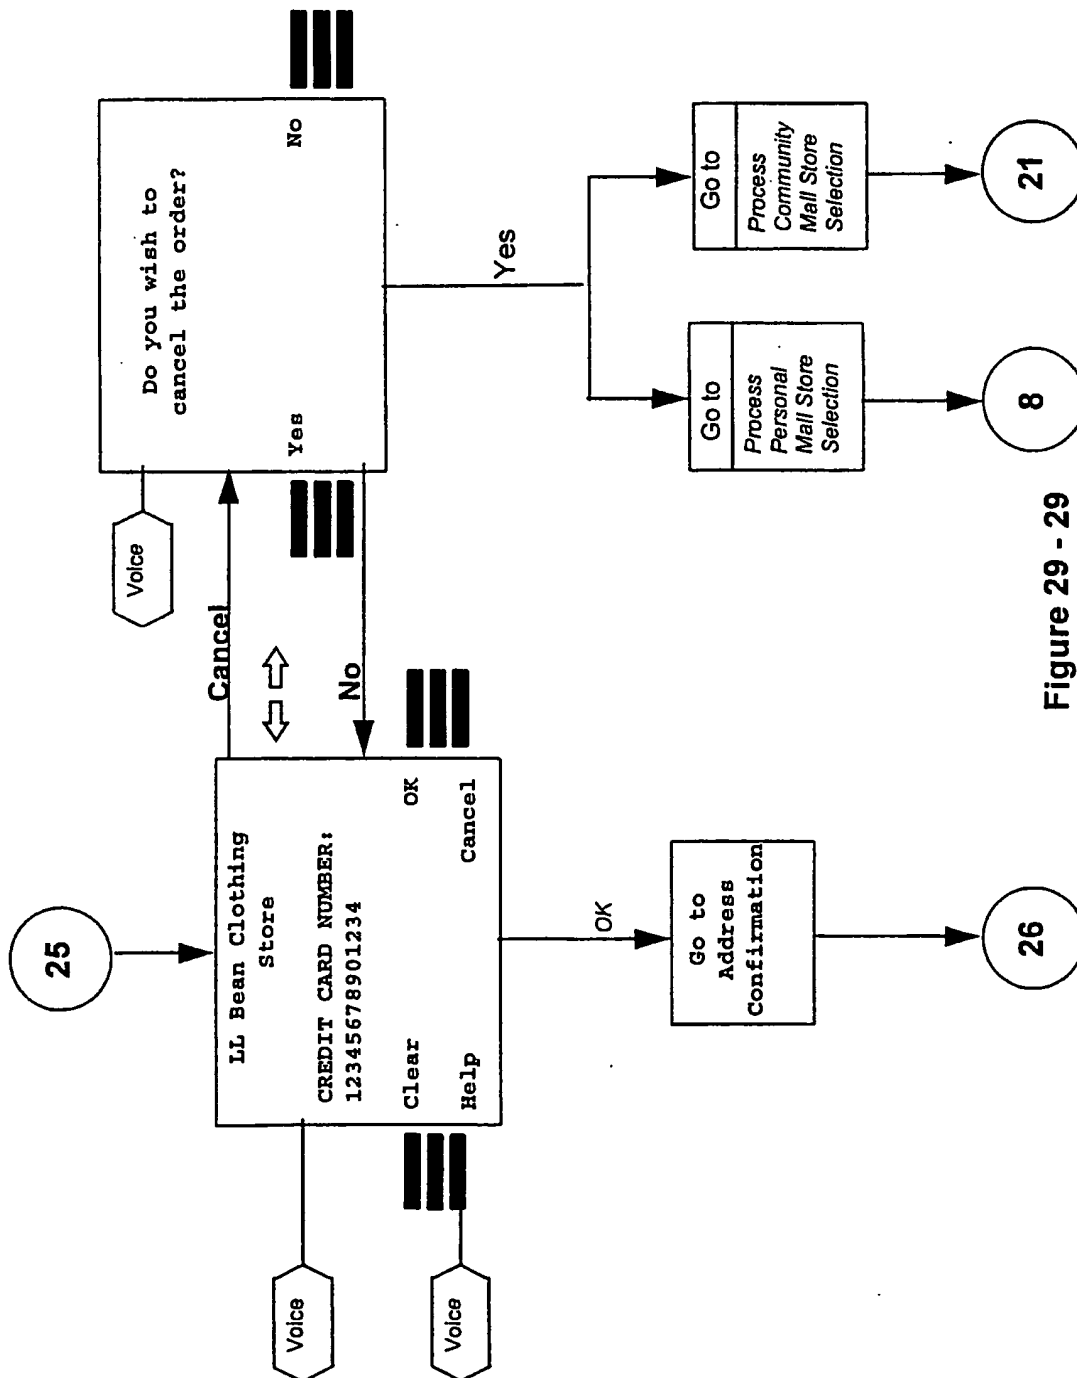 25
LL Bean Clothing
Store
CREDIT CARD NUMBER:
12345678901234
Clear
OK
Help
Cancel
Voice
Voice
Cancel
No
Voice
Do you wish to
cancel the order?
Yes
No
OK
Go to
Address
Confirmation
26
Yes
Go to
Process
Personal
Mall Store
Selection
8
Go to
Process
Community
Mall Store
Selection
21
Figure 29 - 29